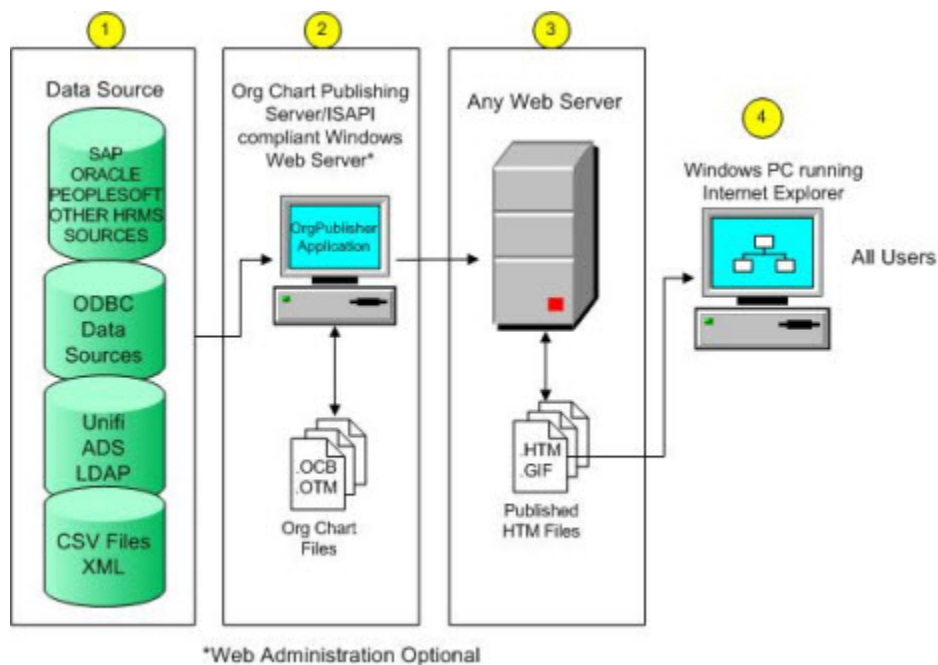 1
2
3
4
Data Source
SAP
ORACLE
PEOPLESOFT
OTHER HRMS
SOURCES
ODBC
Data
Sources
Unifi
ADS
LDAP
CSV Files
XML
Org Chart Publishing
Server/ISAPI
compliant Windows
Web Server*
OrgPublisher
Application
.OCB
.OTM
Org Chart
Files
Any Web Server
.HTM
.GIF
Published
HTM Files
Windows PC running
Internet Explorer
All Users
*Web Administration Optional